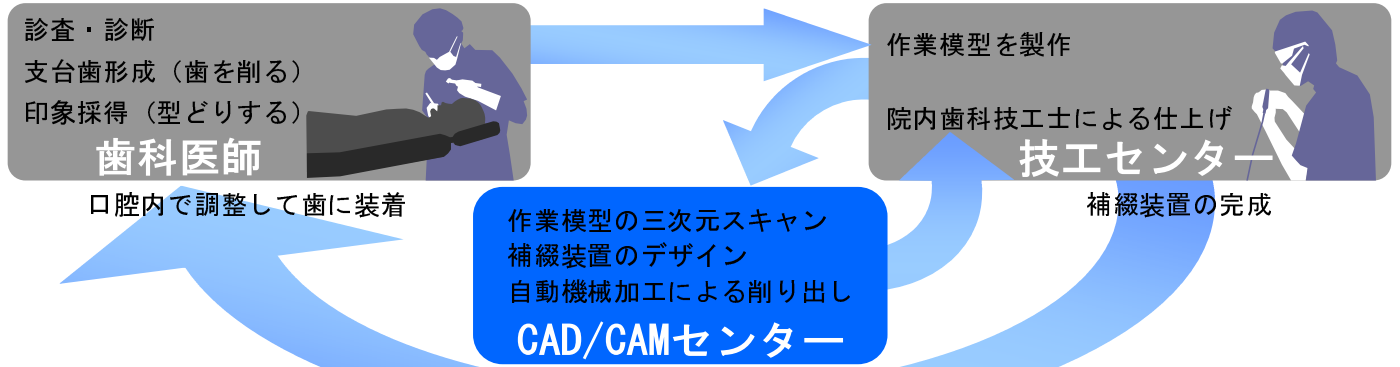 診査・診断
支台歯形成（歯を削る）
印象採得（型どりする）
歯科医師
口腔内で調整して歯に装着
作業模型を製作
院内歯科技工士による仕上げ
技工センター
補綴装置の完成
作業模型の三次元スキャン
補綴装置のデザイン
自動機械加工による削り出し
CAD/CAMセンター